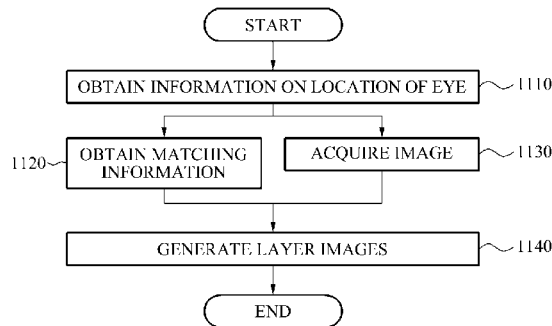 START
OBTAIN INFORMATION ON LOCATION OF EYE
1110
1120
OBTAIN MATCHING
INFORMATION
ACQUIRE IMAGE
1130
GENERATE LAYER IMAGES
1140
END